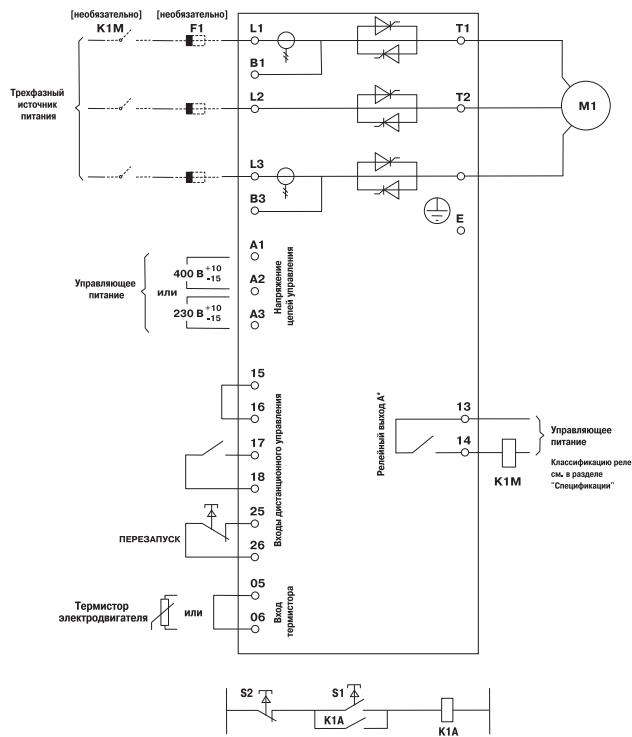 [необязательно] [необязательно]
K1M F1 L1 T1
B1
Трехфазный
источник
питания
L2 T2
M1
L3
B3
E
A1
400 В +10
-15
Управляющее
питание
или
A2
230 В +10
-15
A3
Напряжение
цепей управления
15
16
17
18
25
ПЕРЕЗАПУСК
26
Входы дистанционного управления
Релейный выход А*
13
14
K1M
Управляющее
питание
Классификацию реле
см. в разделе
"Спецификации"
05
Термистор
электродвигателя
или
06
Вход
термистора
S2 S1
K1A K1A